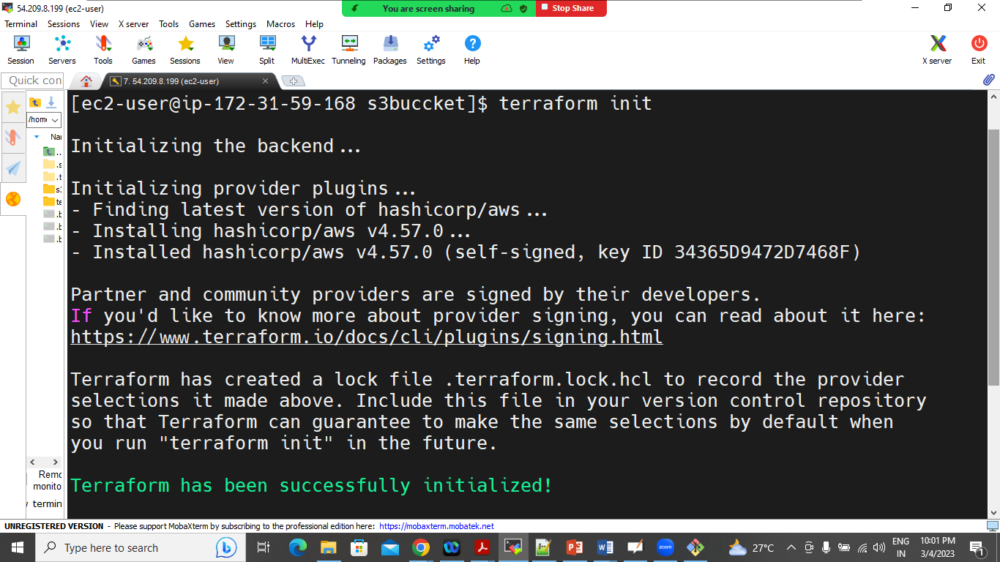 54.209.8.199 (ec2-user)
You are screen sharing
Stop Share
Terminal Sessions View X server Tools Games Settings Macros Help
Session Servers Tools Games Sessions View Split MultiExec Tunneling Packages Settings Help X server Exit
Quick con
7. 54.209.8.199 (ec2-user)
/home
Nar
..
.s
.t
s3
te
.b
.b
.b
[ec2-user@ip-172-31-59-168 s3buccket]$ terraform init
Initializing the backend...
Initializing provider plugins...
- Finding latest version of hashicorp/aws...
- Installing hashicorp/aws v4.57.0...
- Installed hashicorp/aws v4.57.0 (self-signed, key ID 34365D9472D7468F)
Partner and community providers are signed by their developers.
If you'd like to know more about provider signing, you can read about it here:
https://www.terraform.io/docs/cli/plugins/signing.html
Terraform has created a lock file .terraform.lock.hcl to record the provider
selections it made above. Include this file in your version control repository
so that Terraform can guarantee to make the same selections by default when
you run "terraform init" in the future.
Terraform has been successfully initialized!
Remo
monito
termin
UNREGISTERED VERSION - Please support MobaXterm by subscribing to the professional edition here: https://mobaxterm.mobatek.net
Type here to search
zoom
27°C
ENG
IN
10:01 PM
3/4/2023
1